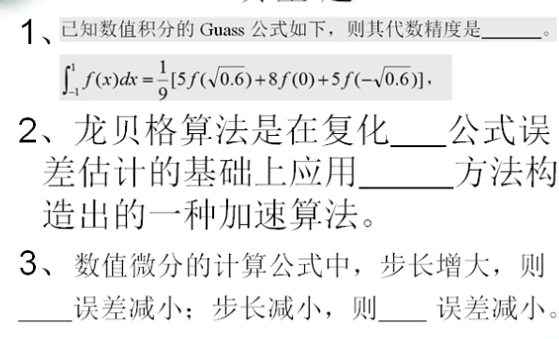 1、已知数值积分的 Guass 公式如下，则其代数精度是______。
∫₋₁¹ f(x)dx = 1/9[5f(√0.6)+8f(0)+5f(-√0.6)]，
2、龙贝格算法是在复化___公式误
差估计的基础上应用_____方法构
造出的一种加速算法。
3、数值微分的计算公式中，步长增大，则
____误差减小；步长减小，则____ 误差减小。